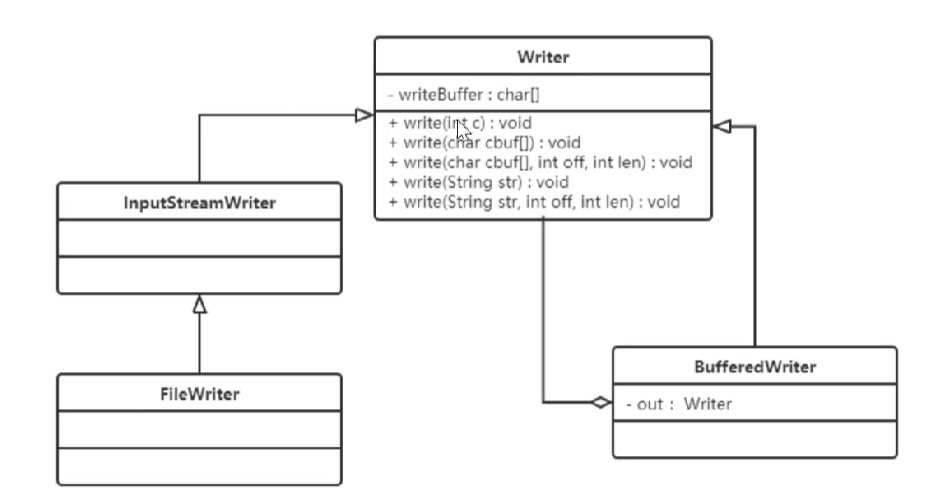 Writer
- writeBuffer : char[]
+ write(int c) : void
+ write(char cbuf[]) : void
+ write(char cbuf[], int off, int len) : void
+ write(String str) : void
+ write(String str, int off, int len) : void
InputStreamWriter
FileWriter
BufferedWriter
- out : Writer